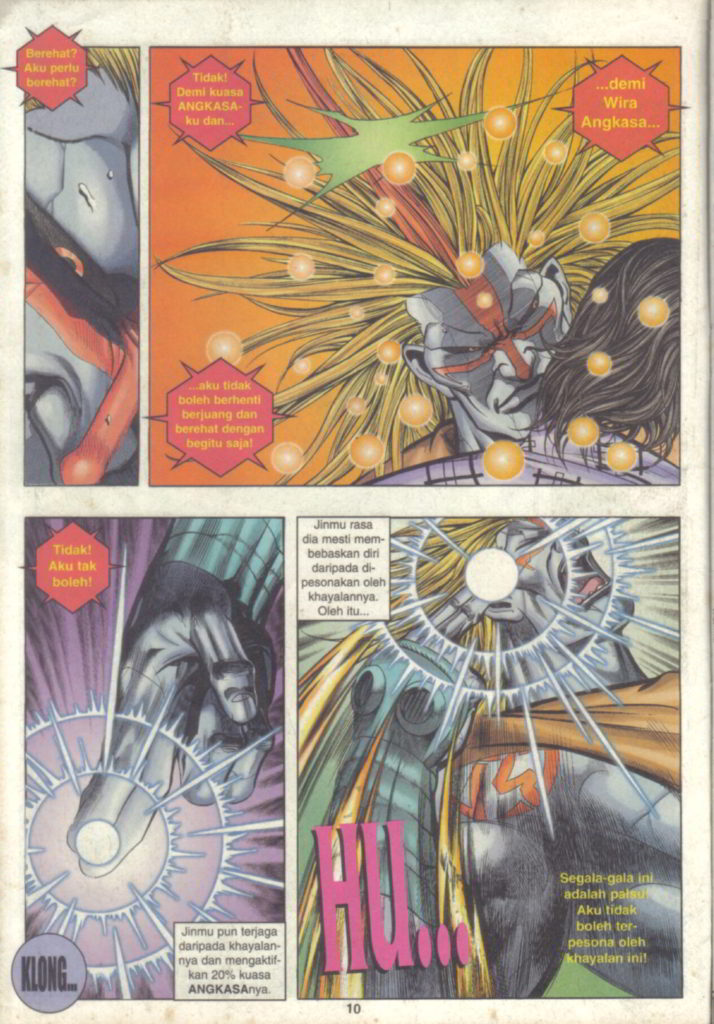 Berehat?
Aku perlu
berehat?
Tidak!
Demi kuasa
ANGKASA-
ku dan...
...demi
Wira
Angkasa...
...aku tidak
boleh berhenti
berjuang dan
berehat dengan
begitu saja!
Tidak!
Aku tak
boleh!
Jinmu pun terjaga
daripada khayalan-
nya dan mengaktif-
kan 20% kuasa
ANGKASAnya.
KLONG...
Jinmu rasa
dia mesti mem-
bebaskan diri
daripada di-
pesonakan oleh
khayalannya.
Oleh itu...
HU...
Segala-gala ini
adalah palsu!
Aku tidak
boleh ter-
pesona oleh
khayalan ini!
10